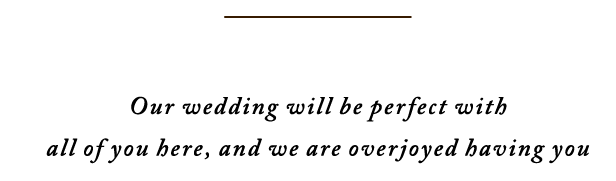 Our wedding will be perfect with
all of you here, and we are overjoyed having you